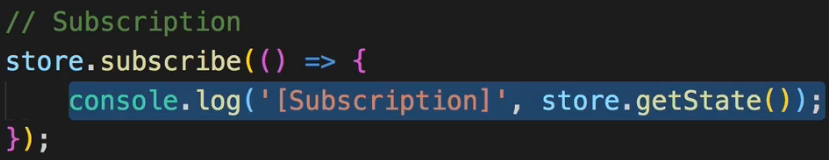 // Subscription
store.subscribe(() => {
    console.log('[Subscription]', store.getState());
});